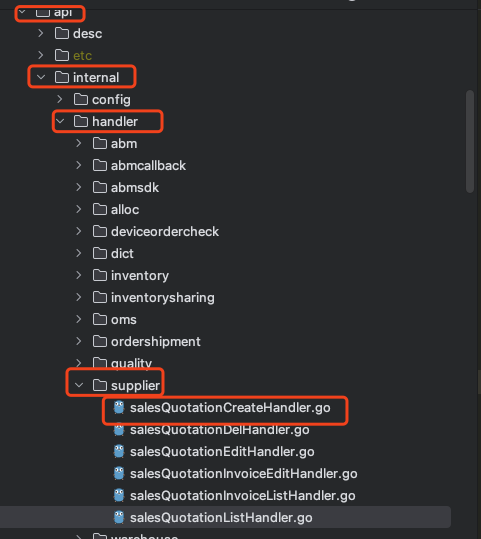 api
desc
etc
internal
config
handler
abm
abmcallback
abmsdk
alloc
deviceordercheck
dict
inventory
inventorysharing
oms
ordershipment
quality
supplier
salesQuotationCreateHandler.go
salesQuotationDelHandler.go
salesQuotationEditHandler.go
salesQuotationInvoiceEditHandler.go
salesQuotationInvoiceListHandler.go
salesQuotationListHandler.go
warehouse